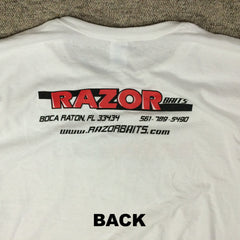 RAZOR BAITS
BOCA RATON, FL 33434 561-789-5490
www.RAZORBAITS.com
BACK